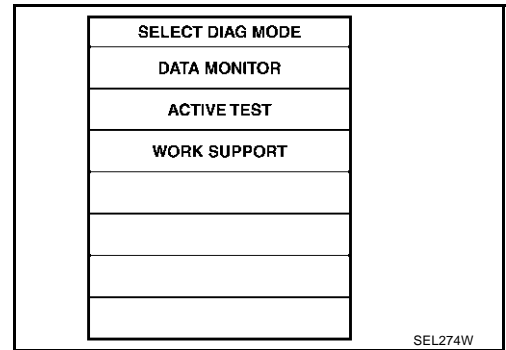 SELECT DIAG MODE
DATA MONITOR
ACTIVE TEST
WORK SUPPORT
SEL274W